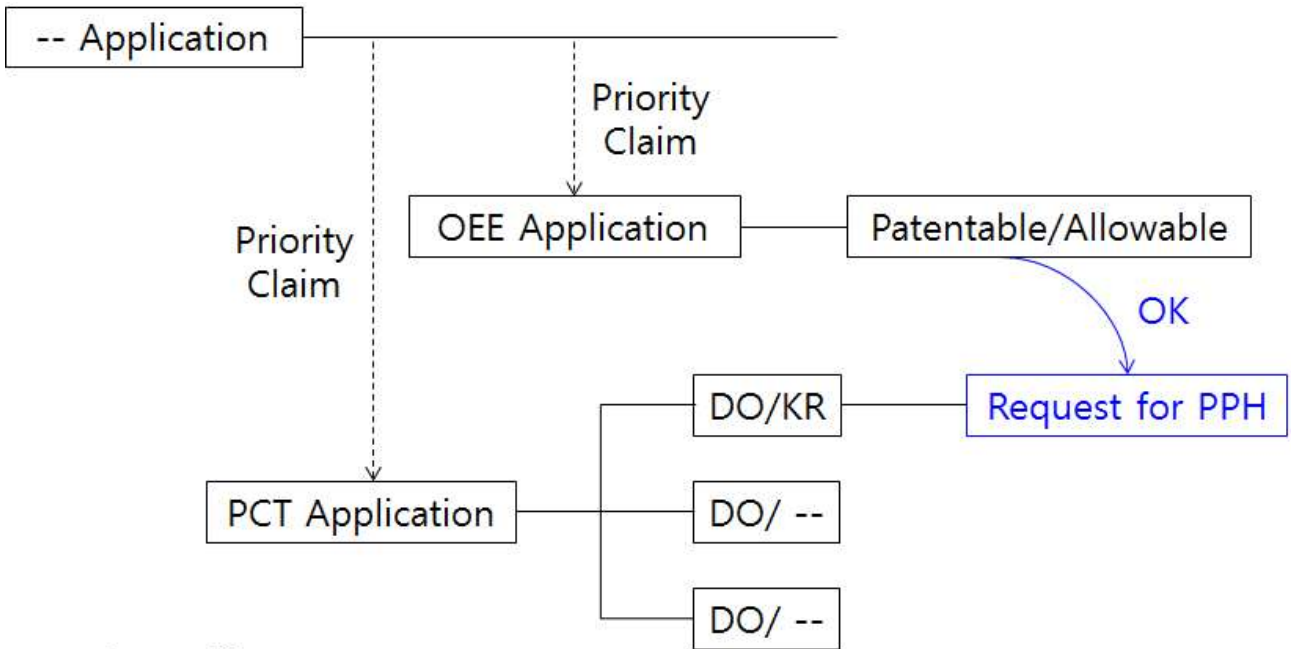 -- Application
Priority
Claim
OEE Application
Patentable/Allowable
Priority
Claim
OK
DO/KR
Request for PPH
PCT Application
DO/ --
DO/ --